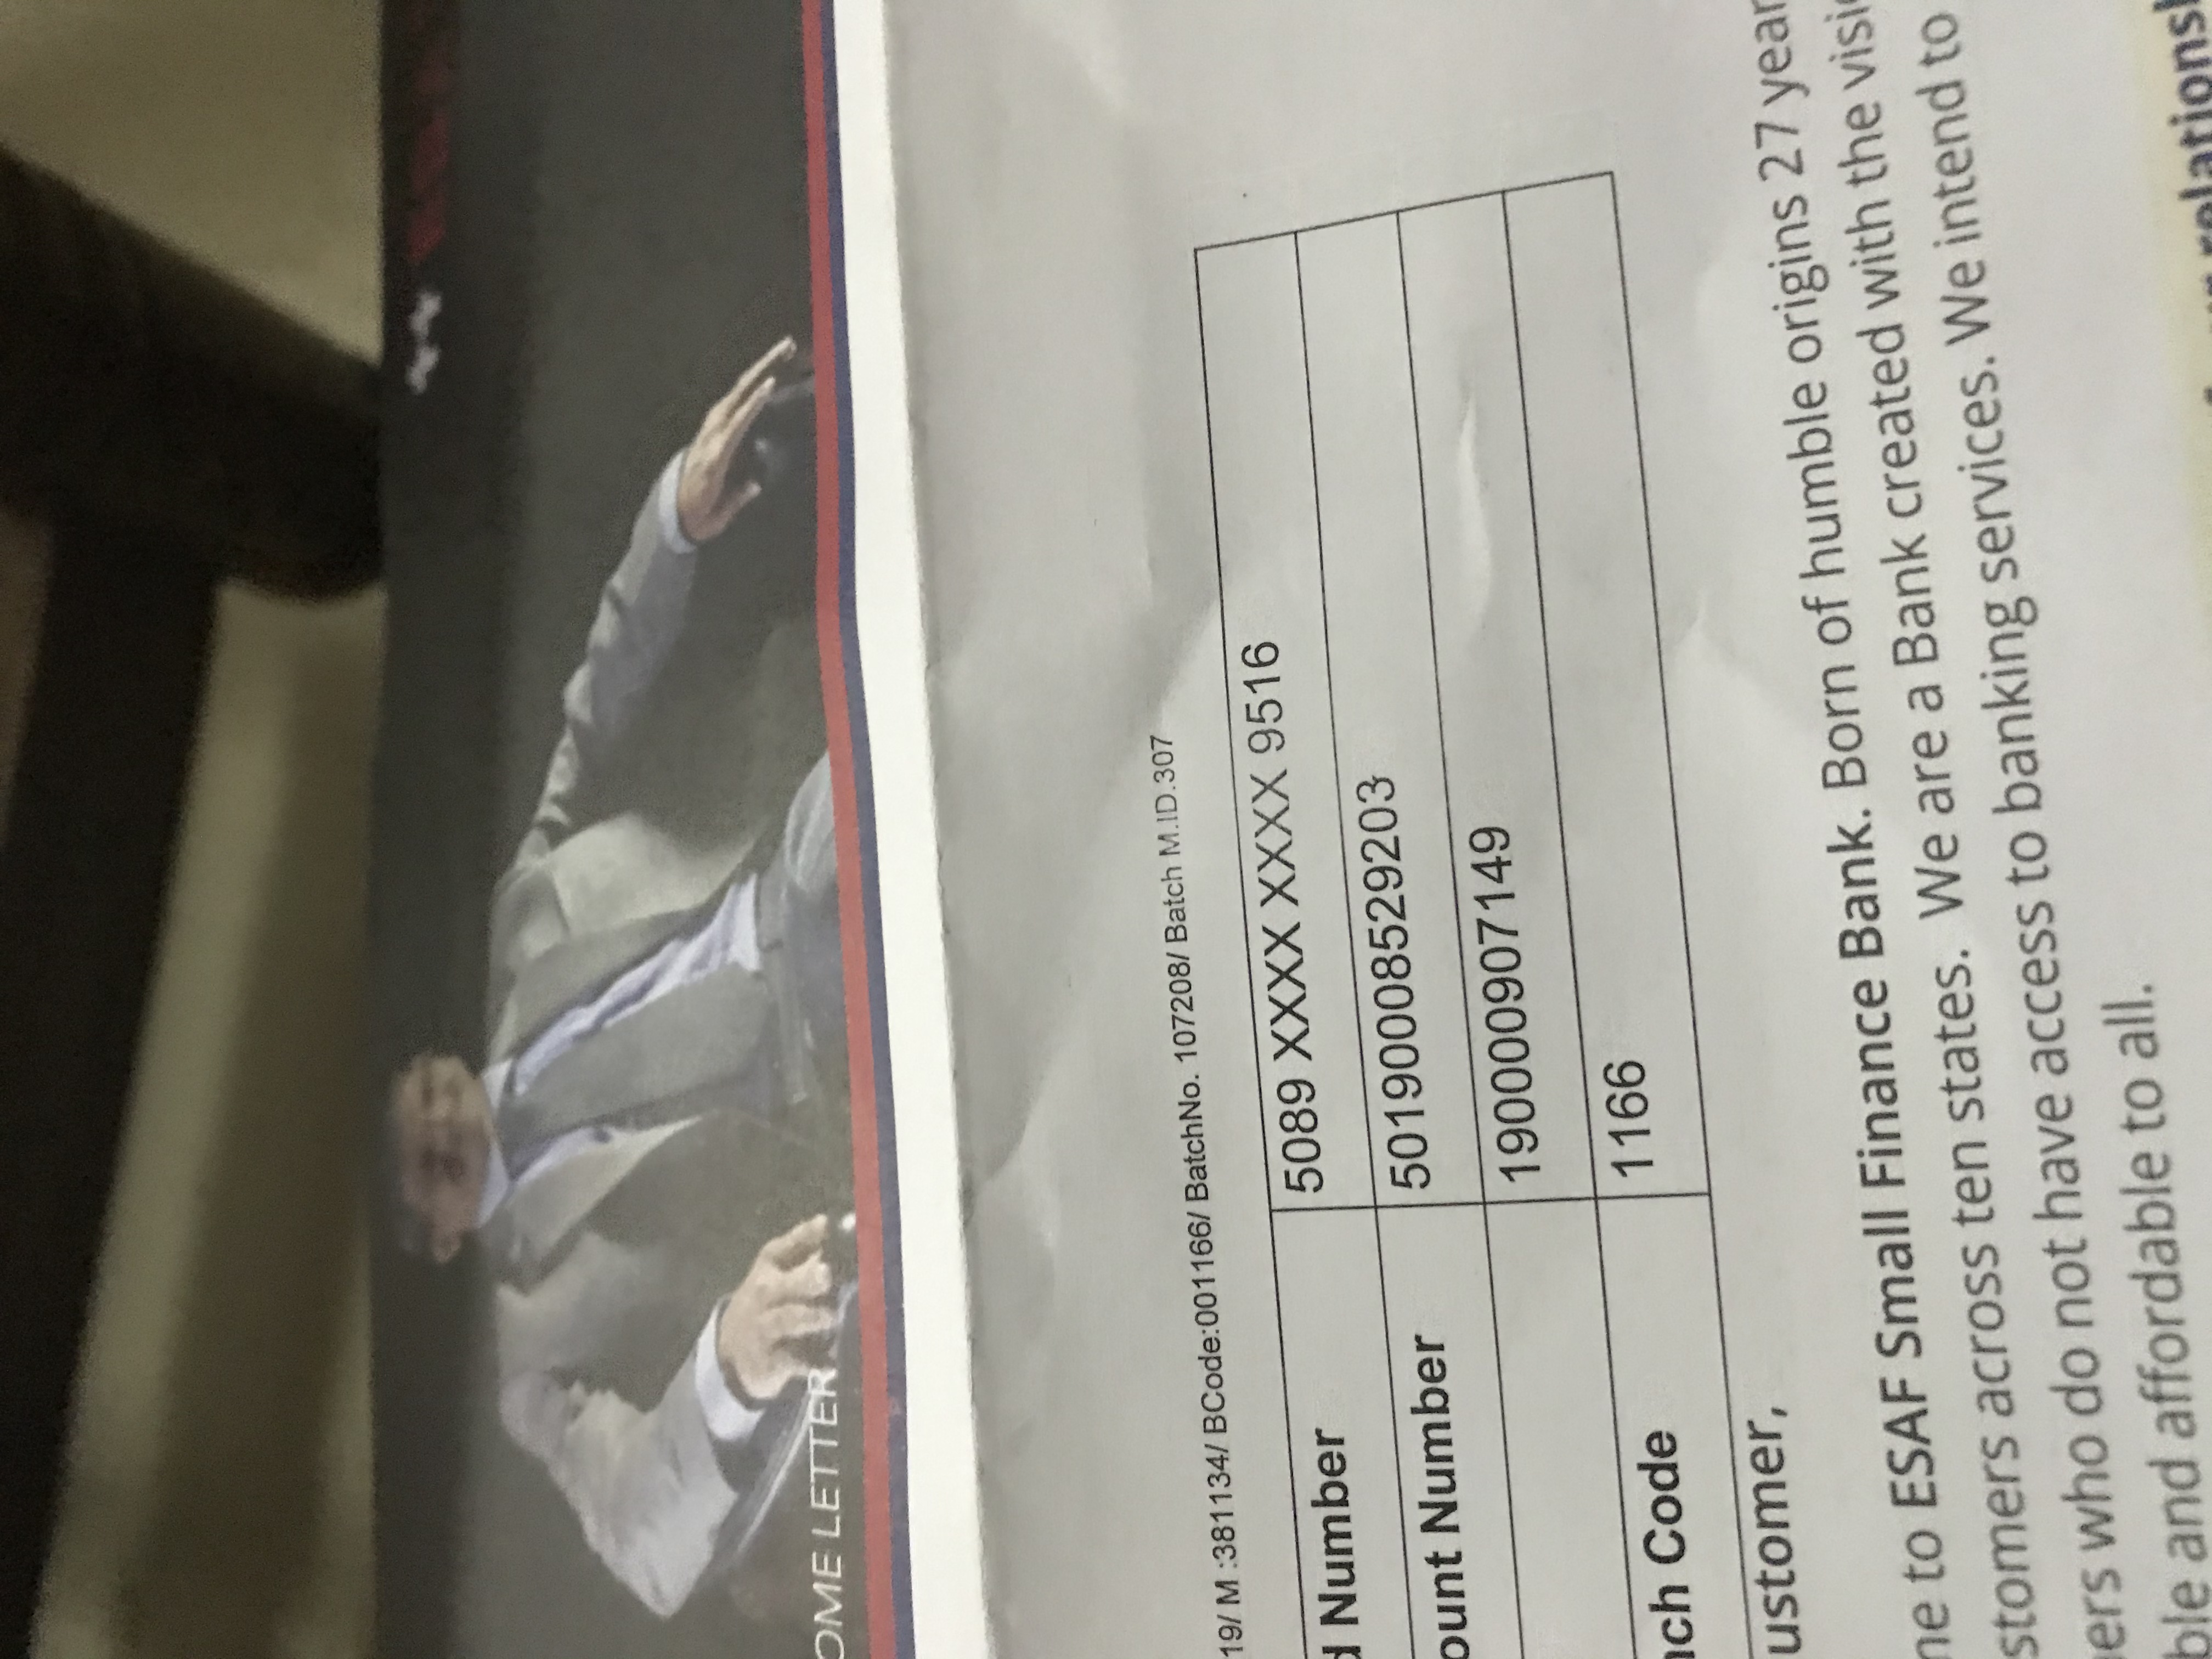 OME LETTER
19/ M :381134/ BCode:001166/ BatchNo. 107208/ Batch M.ID.307
d Number 5089 XXXX XXXX 9516
ount Number 50190008529203
190000907149
nch Code 1166
ustomer,
me to ESAF Small Finance Bank. Born of humble origins 27 year
stomers across ten states. We are a Bank created with the visi
ers who do not have access to banking services. We intend to
ble and affordable to all.
relations